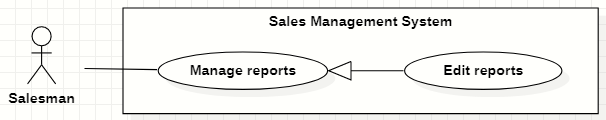 Sales Management System
Manage reports
Edit reports
Salesman